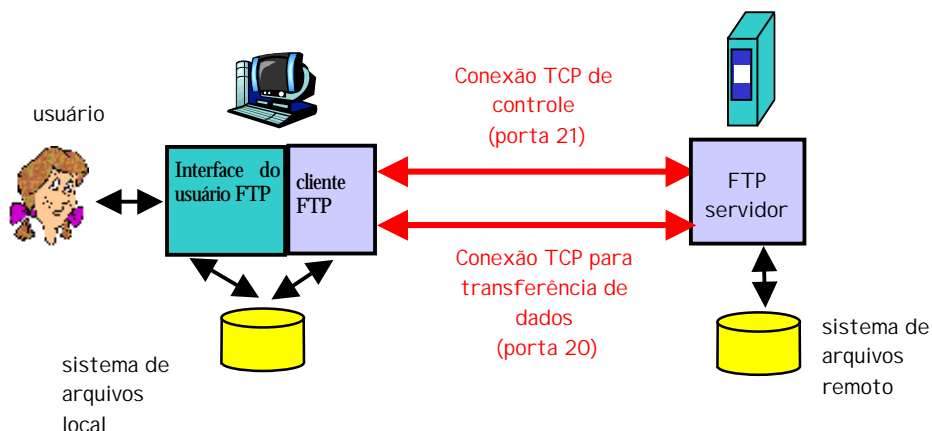 usuário
Interface do
usuário FTP
cliente
FTP
Conexão TCP de
controle
(porta 21)
Conexão TCP para
transferência de
dados
(porta 20)
FTP
servidor
sistema de
arquivos
local
sistema de
arquivos
remoto